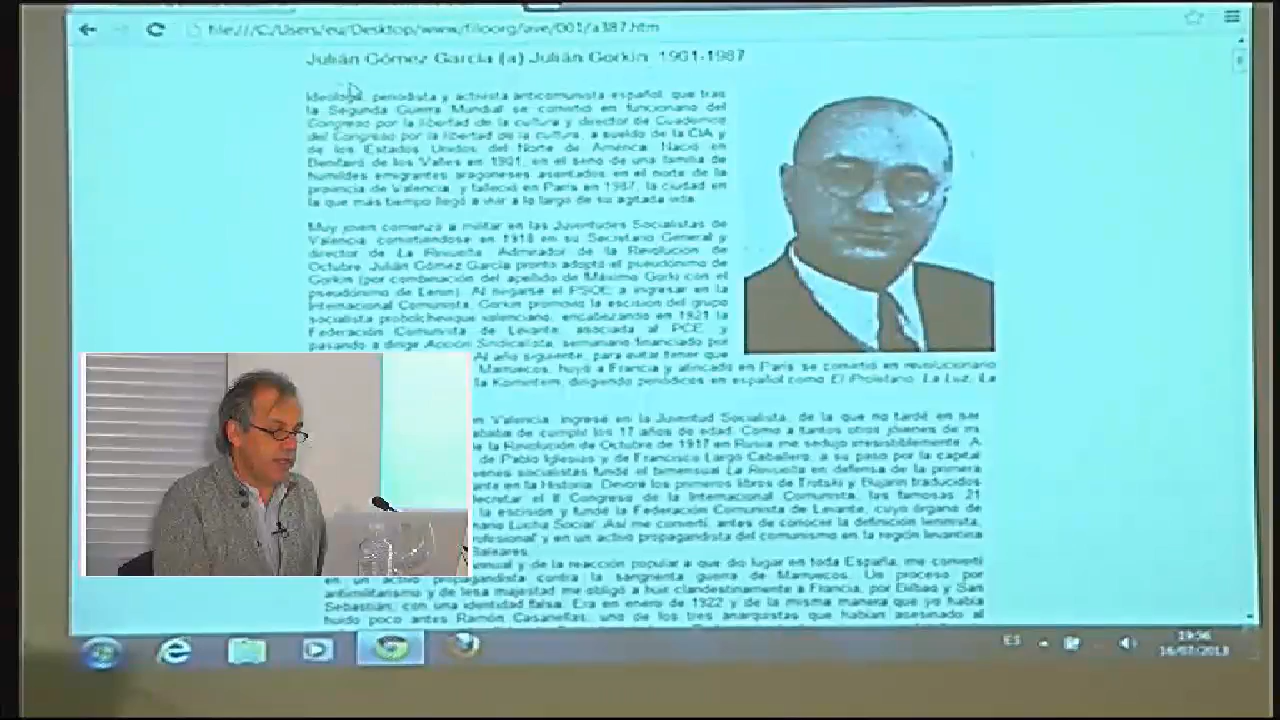 file:///C:/Users/eu/Desktop/www/filoorg/ave/001/a387.htm
Julián Gómez García (a) Julián Gorkin 1901-1987
Ideólogo, periodista y activista anticomunista español, que tras
la Segunda Guerra Mundial se convirtió en funcionario del
Congreso por la libertad de la cultura y director de Cuadernos
del Congreso por la libertad de la cultura, a sueldo de la CIA y
de los Estados Unidos del Norte de América. Nació en
Benifairó de los Valles en 1901, en el seno de una familia de
humildes emigrantes aragoneses asentados en el norte de la
provincia de Valencia, y falleció en París en 1987, la ciudad en
la que más tiempo llegó a vivir a lo largo de su agitada vida.
Muy joven comenzó a militar en las Juventudes Socialistas de
Valencia, convirtiéndose en 1918 en su Secretario General y
director de La Revuelta. Admirador de la Revolución de
Octubre, Julián Gómez García pronto adoptó el pseudónimo de
Gorkin (por combinación del apellido de Máximo Gorki con el
pseudónimo de Lenin). Al negarse el PSOE a ingresar en la
Internacional Comunista, Gorkin promovió la escisión del grupo
socialista probolchevique valenciano, encabezando en 1921 la
Federación Comunista de Levante, asociada al PCE, y
pasando a dirigir Acción Sindicalista, semanario financiado por
Al año siguiente, para evitar tener que
Marruecos, huyó a Francia y afincado en París se convirtió en revolucionario
la Komintern, dirigiendo periódicos en español como El Proletario, La Luz, La
en Valencia, ingresé en la Juventud Socialista, de la que no tardé en ser
acababa de cumplir los 17 años de edad. Como a tantos otros jóvenes de mi
la Revolución de Octubre de 1917 en Rusia me sedujo irresistiblemente. A
de Pablo Iglesias y de Francisco Largo Caballero, a su paso por la capital
jóvenes socialistas fundé el bimensual La Revuelta en defensa de la primera
ante en la Historia. Devoré los primeros libros de Trotski y Bujarin traducidos
decretar el II Congreso de la Internacional Comunista, las famosas 21
la escisión y fundé la Federación Comunista de Levante, cuyo órgano de
Lucha Social. Así me convertí, antes de conocer la definición leninista,
profesional y en un activo propagandista del comunismo en la región levantina
Baleares.
Annual y de la reacción popular a que dio lugar en toda España, me convertí
en un activo propagandista contra la sangrienta guerra de Marruecos. Un proceso por
antimilitarismo y de lesa majestad me obligó a huir clandestinamente a Francia, por Bilbao y San
Sebastián, con una identidad falsa. Era en enero de 1922 y de la misma manera que yo había
huido poco antes Ramón Casanellas, uno de los tres anarquistas que habían asesinado al
ES
19:56
16/07/2013